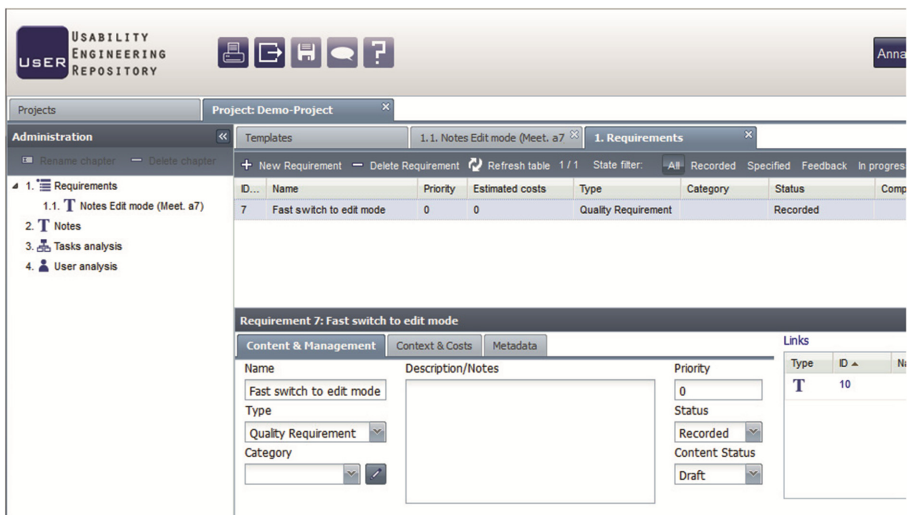 USABILITY
ENGINEERING
REPOSITORY
UsER
?
Anna
Projects
Project: Demo-Project
Administration
Templates
1.1. Notes Edit mode (Meet. a7
1. Requirements
Rename chapter
Delete chapter
New Requirement
Delete Requirement
Refresh table
1 / 1
State filter:
All
Recorded
Specified
Feedback
In progres
1. Requirements
1.1. T Notes Edit mode (Meet. a7)
2. T Notes
3. Tasks analysis
4. User analysis
ID...
Name
Priority
Estimated costs
Type
Category
Status
Comp
7
Fast switch to edit mode
0
0
Quality Requirement
Recorded
Requirement 7: Fast switch to edit mode
Content & Management
Context & Costs
Metadata
Links
Name
Description/Notes
Priority
Type
ID
Na
Fast switch to edit mode
0
T
10
Type
Status
Quality Requirement
Recorded
Category
Content Status
Draft